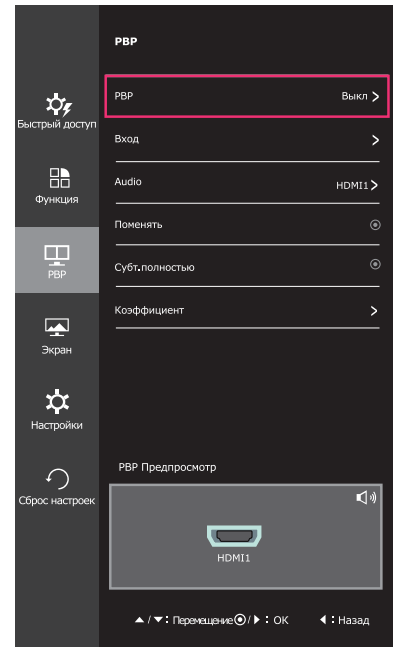 PBP
PBP Выкл >
Вход >
Audio HDMI1 >
Поменять
Субт.полностью
Коэффициент >
Быстрый доступ
Функция
PBP
Экран
Настройки
Сброс настроек
PBP Предпросмотр
HDMI1
▲ / ▼ : Перемещение ⦿ / ▶ : OK ◀ : Назад